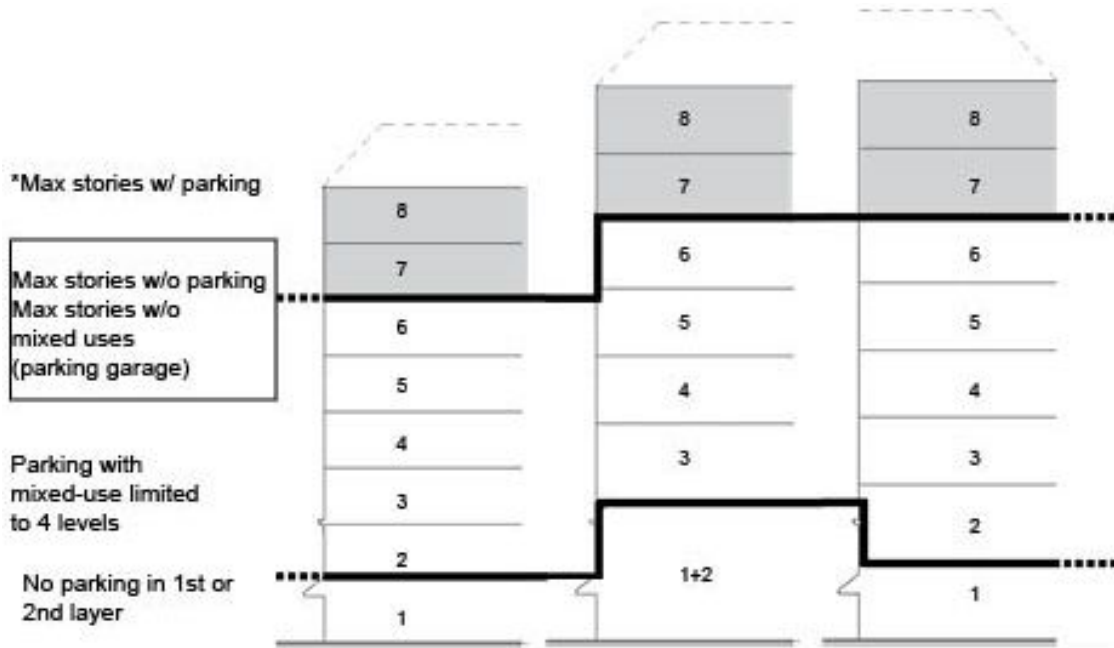 *Max stories w/ parking
Max stories w/o parking
Max stories w/o
mixed uses
(parking garage)
Parking with
mixed-use limited
to 4 levels
No parking in 1st or
2nd layer
8
7
6
5
4
3
2
1
8
7
6
5
4
3
1+2
8
7
6
5
4
3
2
1